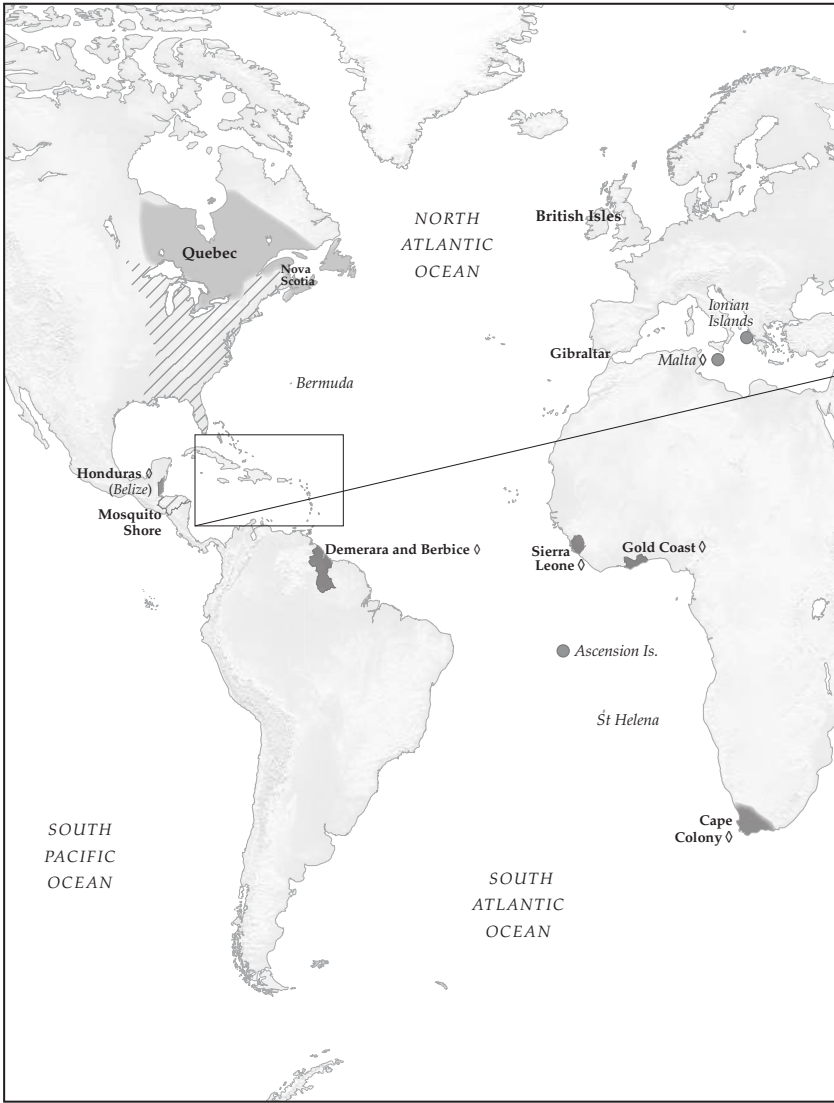 NORTH
ATLANTIC
OCEAN
British Isles
Quebec
Nova
Scotia
Ionian
Islands
Gibraltar
Malta ◊
Bermuda
Honduras ◊
(Belize)
Mosquito
Shore
Demerara and Berbice ◊
Sierra
Leone ◊
Gold Coast ◊
Ascension Is.
St Helena
Cape
Colony ◊
SOUTH
PACIFIC
OCEAN
SOUTH
ATLANTIC
OCEAN